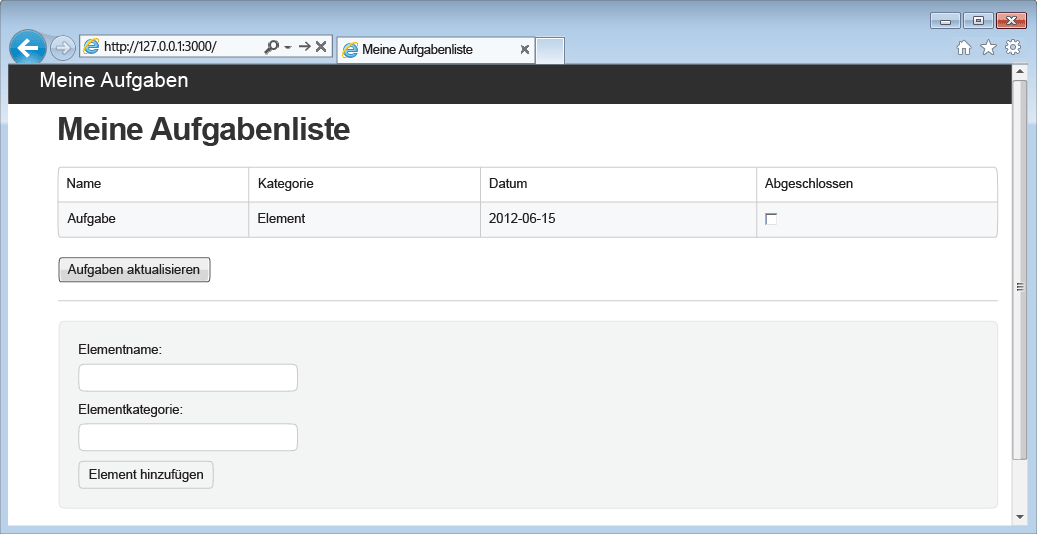 http://127.0.0.1:3000/
Meine Aufgabenliste
Meine Aufgaben
Meine Aufgabenliste
Name Kategorie Datum Abgeschlossen
Aufgabe Element 2012-06-15
Aufgaben aktualisieren
Elementname:
Elementkategorie:
Element hinzufügen